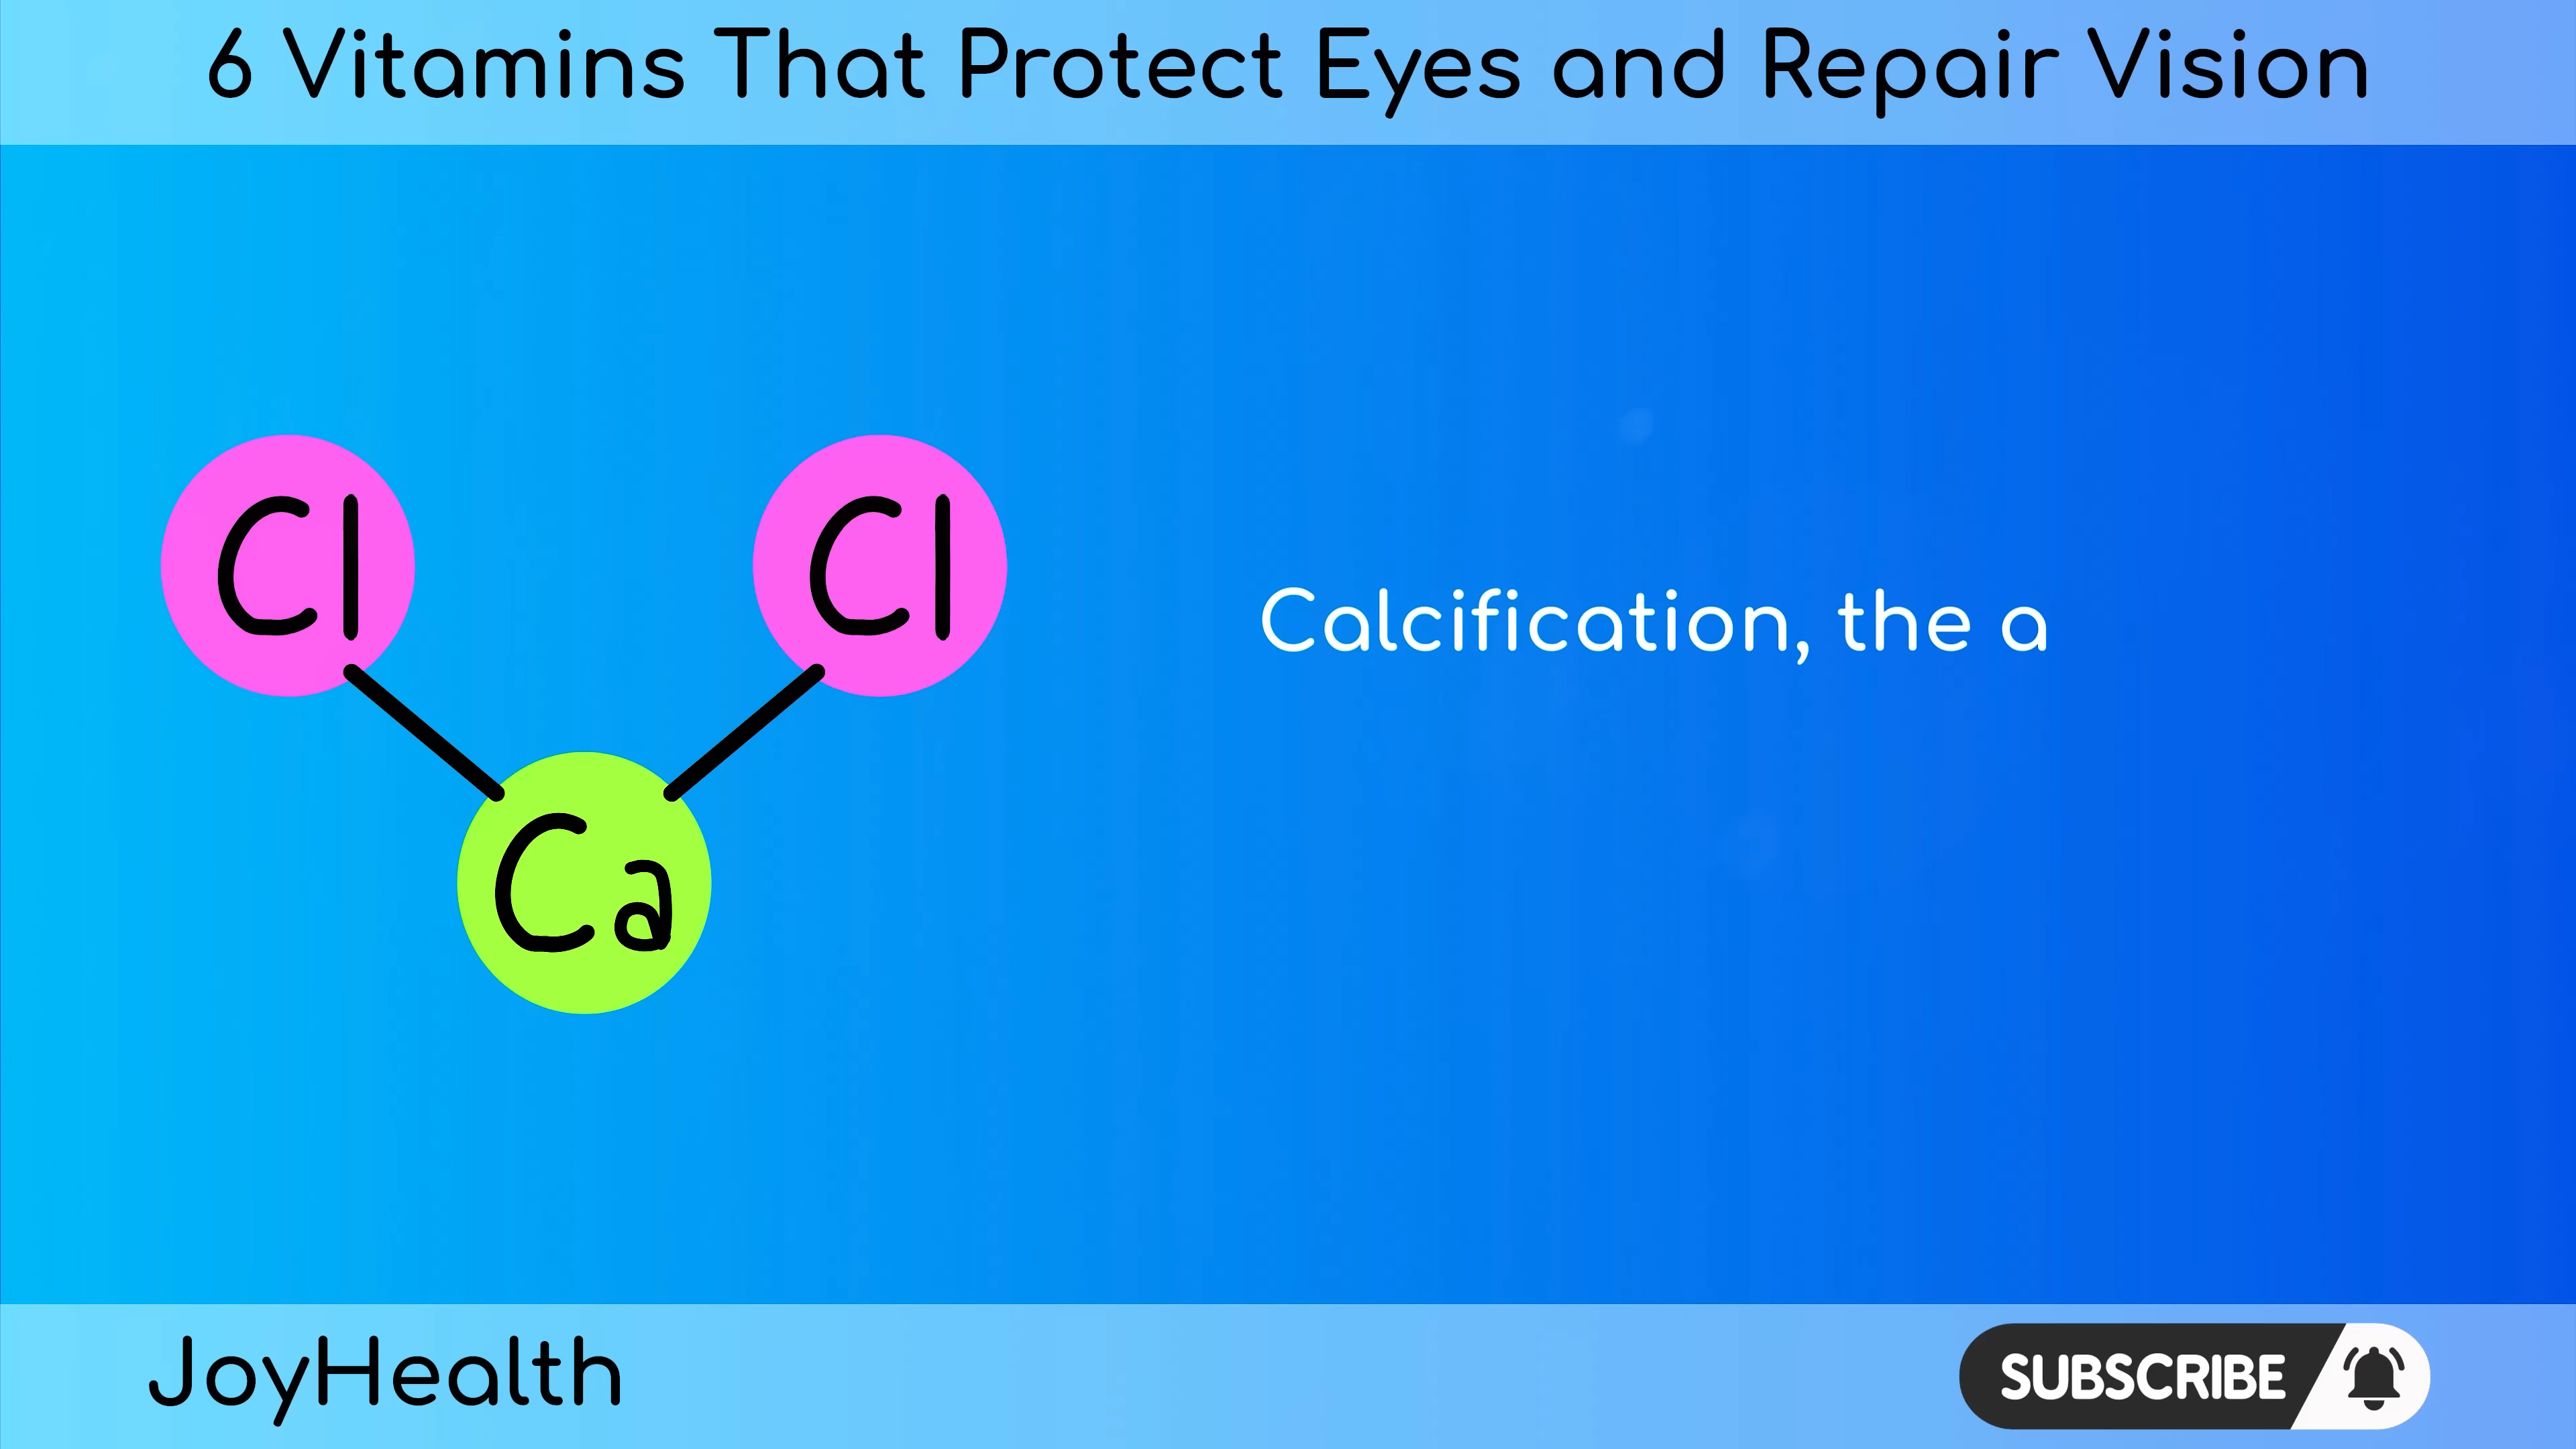 6 Vitamins That Protect Eyes and Repair Vision
Cl Cl
Calcification, the a
Ca
JoyHealth
SUBSCRIBE